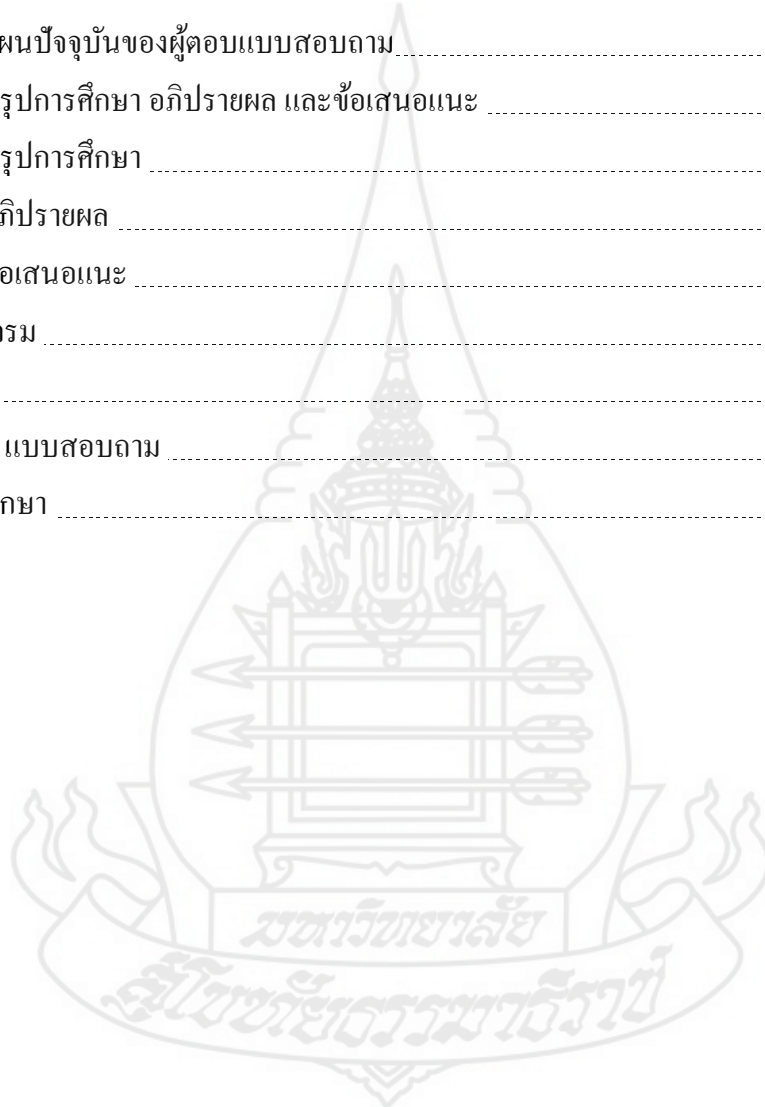 ผนปัจจุบันของผู้ตอบแบบสอบถาม
รุปการศึกษา อภิปรายผล และข้อเสนอแนะ
รุปการศึกษา
ภิปรายผล
อเสนอแนะ
กรม
แบบสอบถาม
กษา
มหาวิทยาลัย
สุโขทัยธรรมาธิราช